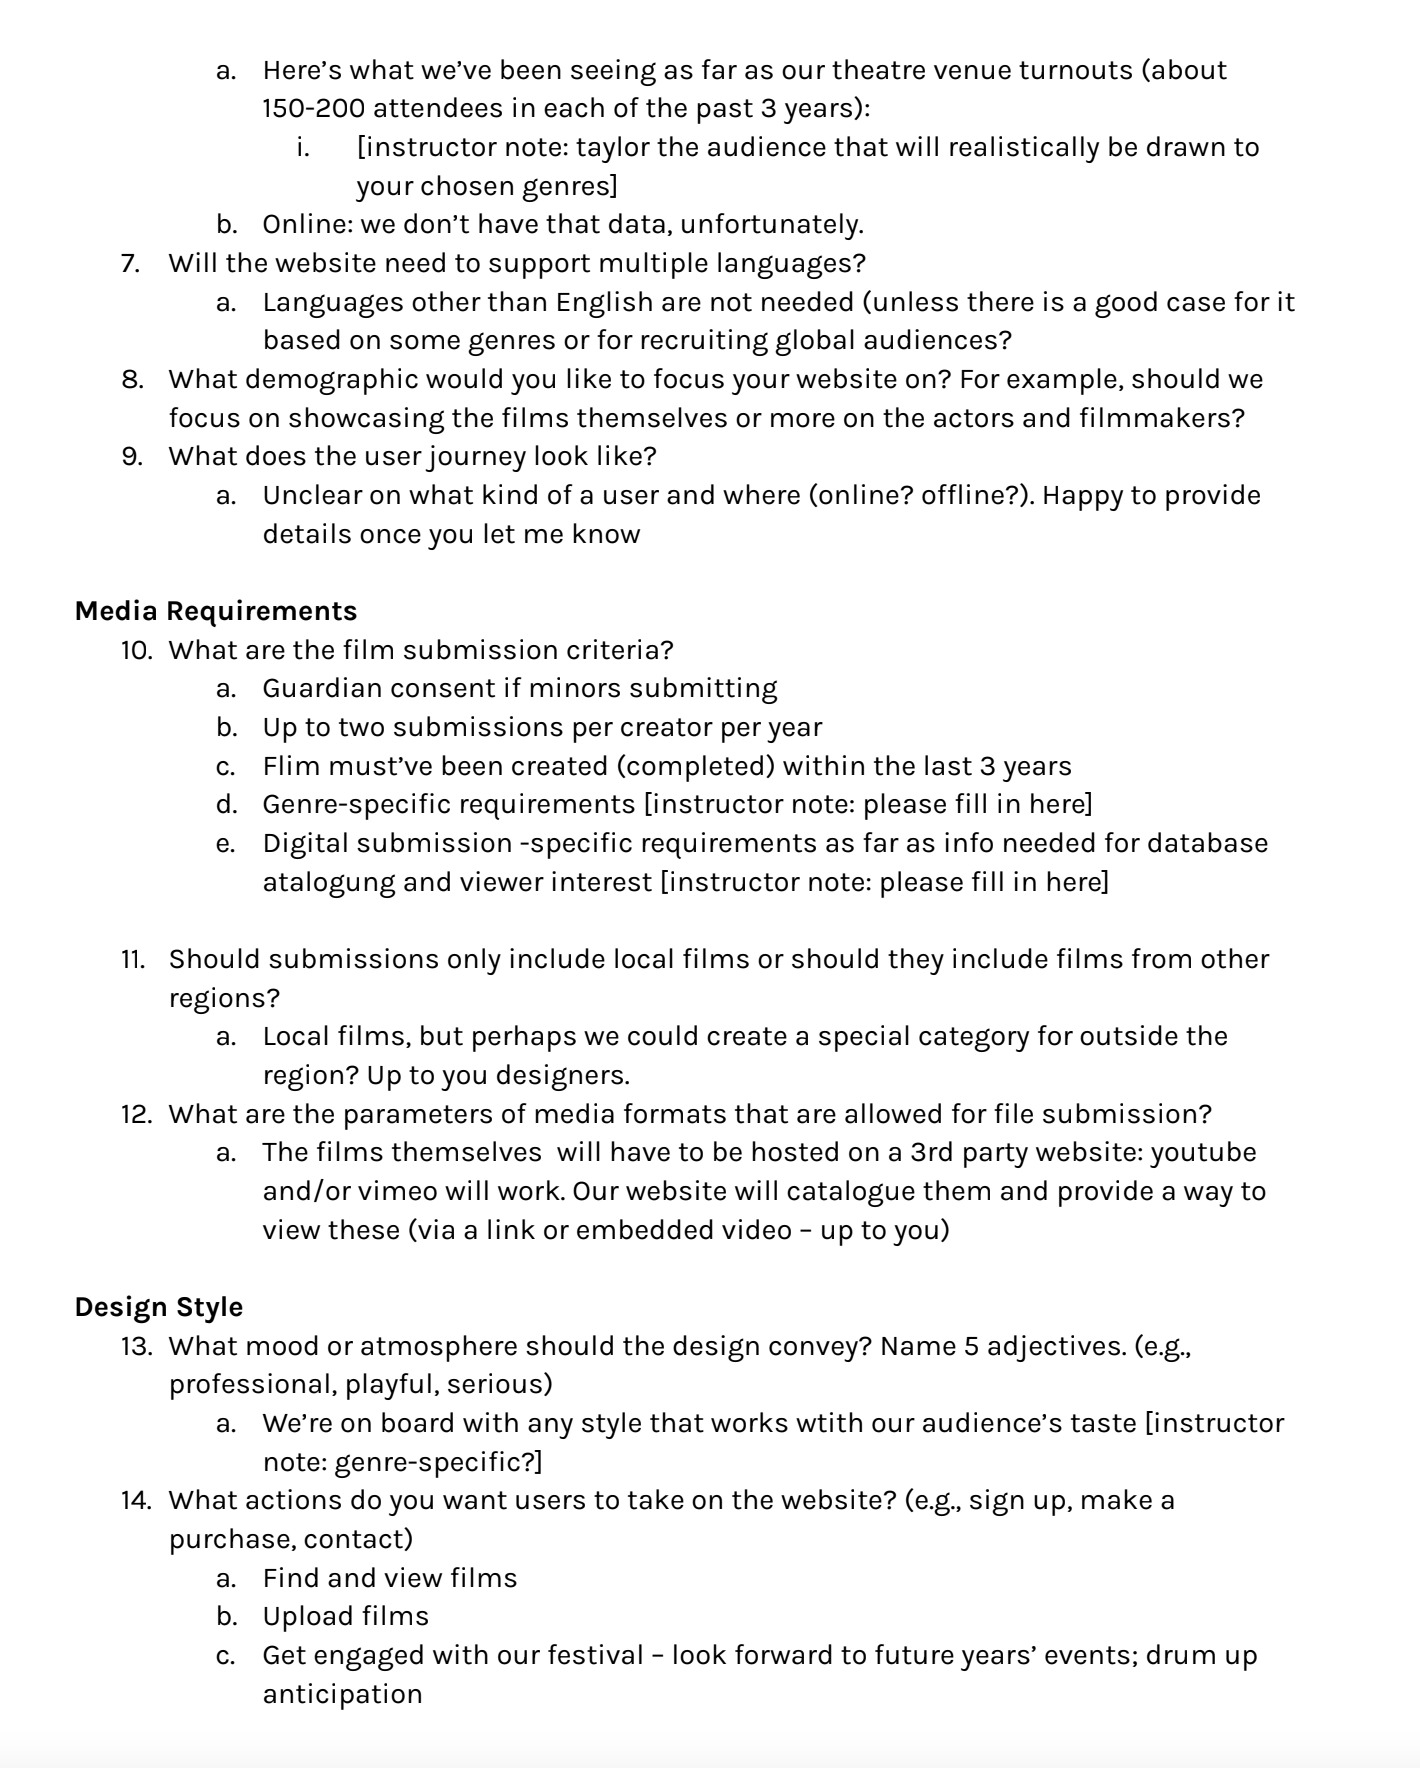 a. Here’s what we’ve been seeing as far as our theatre venue turnouts (about
150-200 attendees in each of the past 3 years):
i. [instructor note: taylor the audience that will realistically be drawn to
your chosen genres]
b. Online: we don’t have that data, unfortunately.
7. Will the website need to support multiple languages?
a. Languages other than English are not needed (unless there is a good case for it
based on some genres or for recruiting global audiences?
8. What demographic would you like to focus your website on? For example, should we
focus on showcasing the films themselves or more on the actors and filmmakers?
9. What does the user journey look like?
a. Unclear on what kind of a user and where (online? offline?). Happy to provide
details once you let me know
Media Requirements
10. What are the film submission criteria?
a. Guardian consent if minors submitting
b. Up to two submissions per creator per year
c. Flim must’ve been created (completed) within the last 3 years
d. Genre-specific requirements [instructor note: please fill in here]
e. Digital submission -specific requirements as far as info needed for database
atalogung and viewer interest [instructor note: please fill in here]
11. Should submissions only include local films or should they include films from other
regions?
a. Local films, but perhaps we could create a special category for outside the
region? Up to you designers.
12. What are the parameters of media formats that are allowed for file submission?
a. The films themselves  will have to be hosted on a 3rd party website: youtube
and/or vimeo will work. Our website will catalogue them and provide a way to
view these (via a link or embedded video – up to you)
Design Style
13. What mood or atmosphere should the design convey? Name 5 adjectives. (e.g.,
professional, playful, serious)
a. We’re on board with any style that works wtith our audience’s taste [instructor
note: genre-specific?]
14. What actions do you want users to take on the website? (e.g., sign up, make a
purchase, contact)
a. Find and view films
b. Upload films
c. Get engaged with our festival – look forward to future years’ events; drum up
anticipation